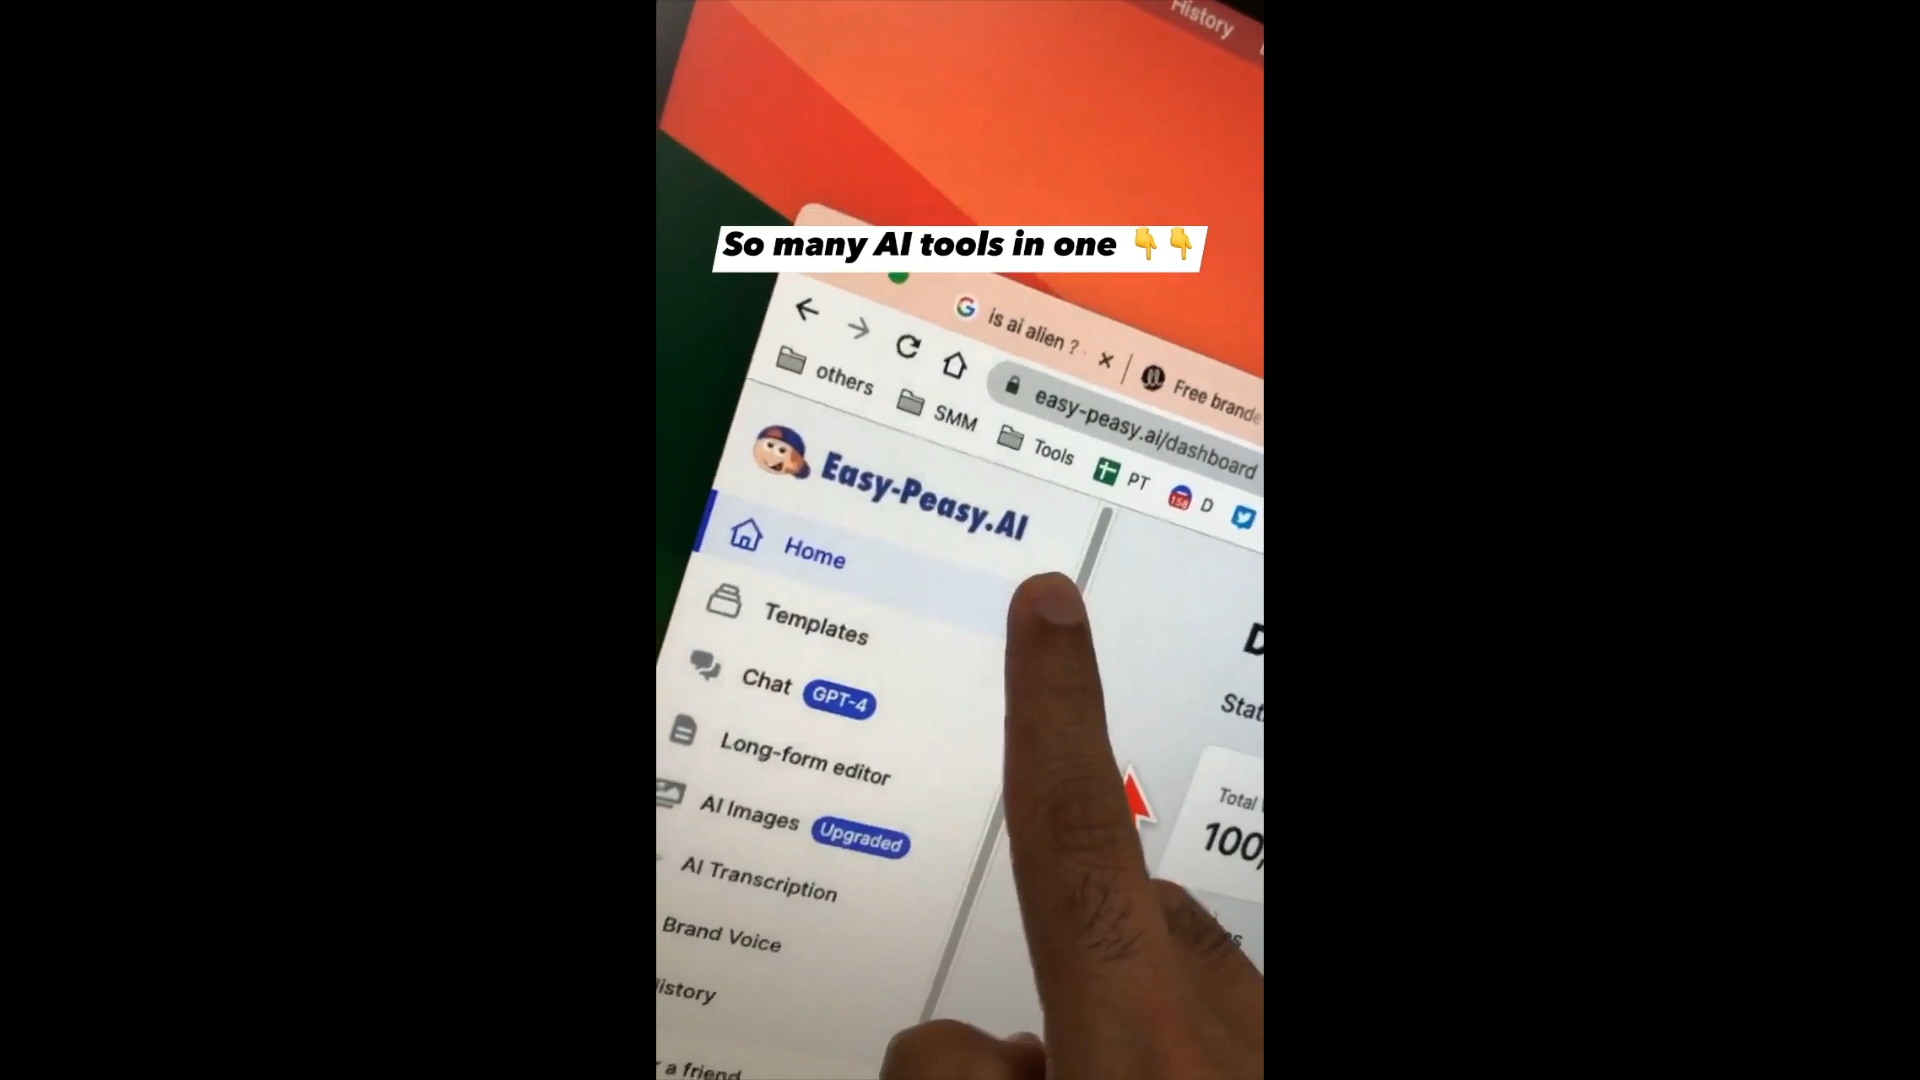 History
So many AI tools in one 👇👇
is ai alien ?
Free brande
easy-peasy.ai/dashboard
others
SMM
Tools
PT
158
D
Easy-Peasy.AI
Home
Templates
Chat GPT-4
Long-form editor
AI Images Upgraded
AI Transcription
Brand Voice
istory
a friend
Stat
Total
100,